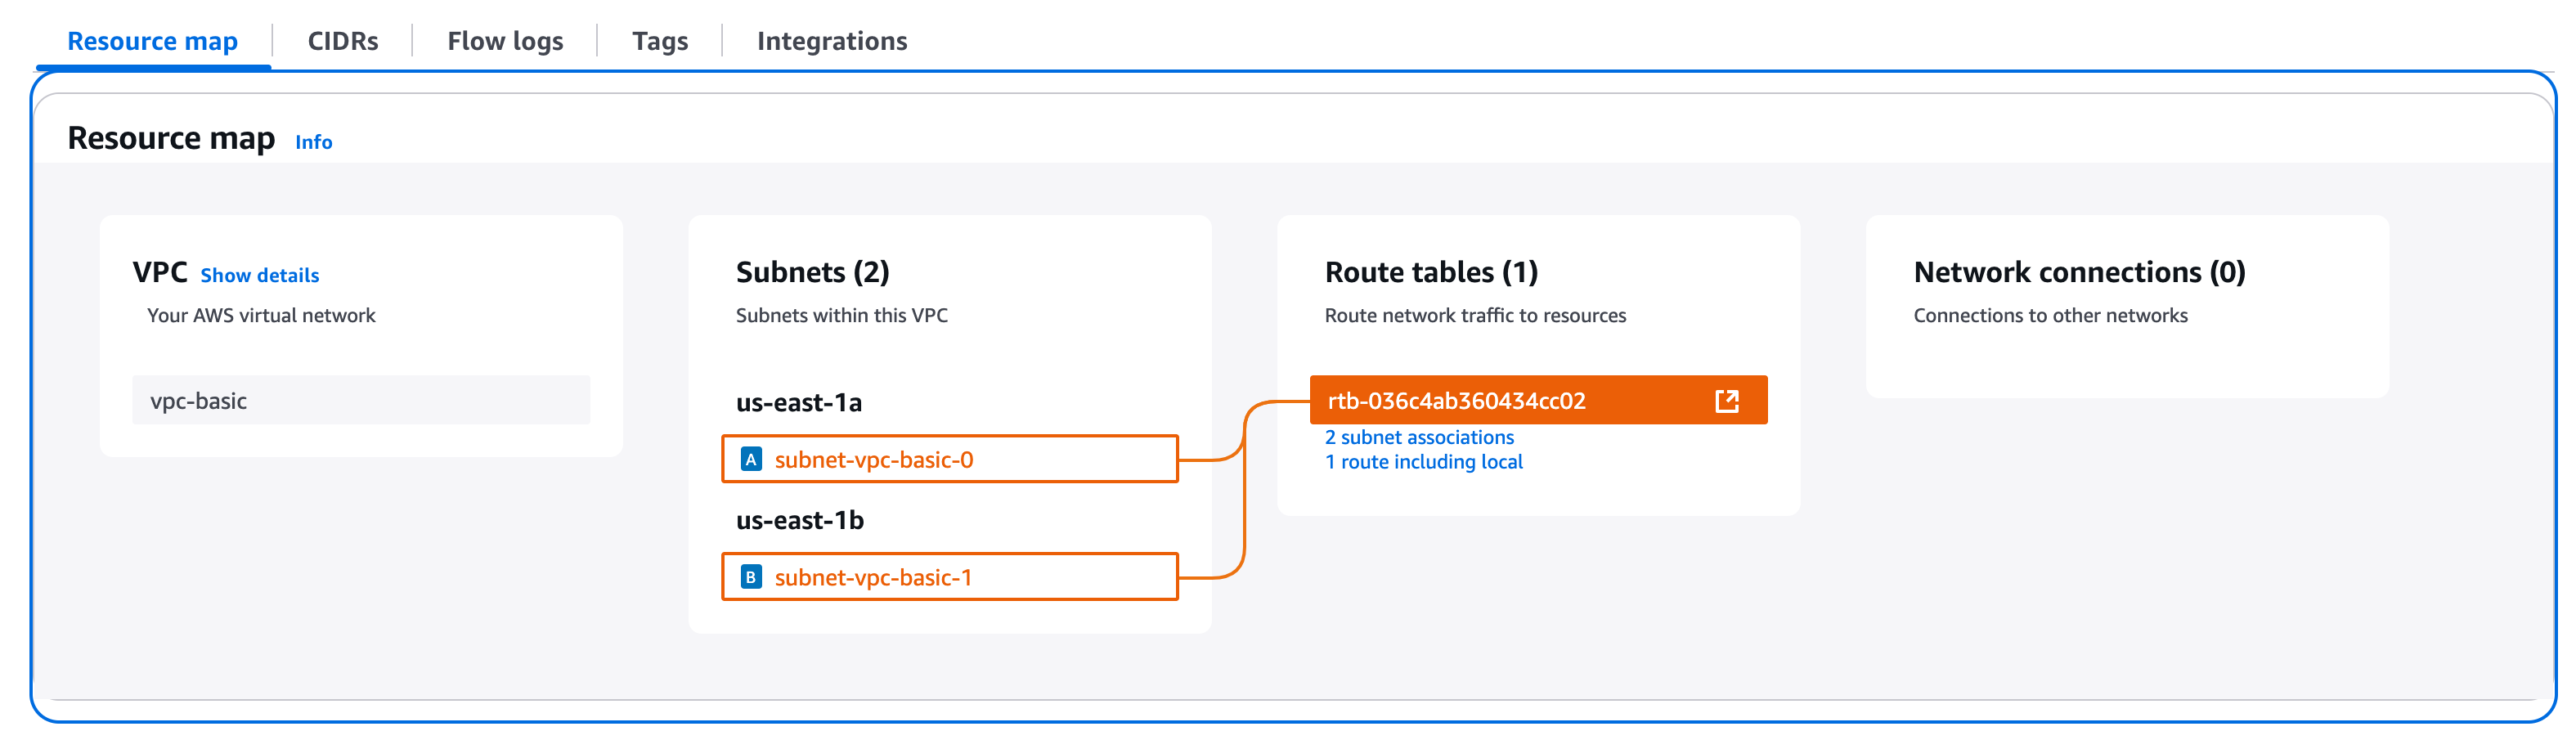 Resource map
CIDRs
Flow logs
Tags
Integrations
Resource map Info
VPC Show details
Your AWS virtual network
vpc-basic
Subnets (2)
Subnets within this VPC
us-east-1a
A subnet-vpc-basic-0
us-east-1b
B subnet-vpc-basic-1
Route tables (1)
Route network traffic to resources
rtb-036c4ab360434cc02
2 subnet associations
1 route including local
Network connections (0)
Connections to other networks